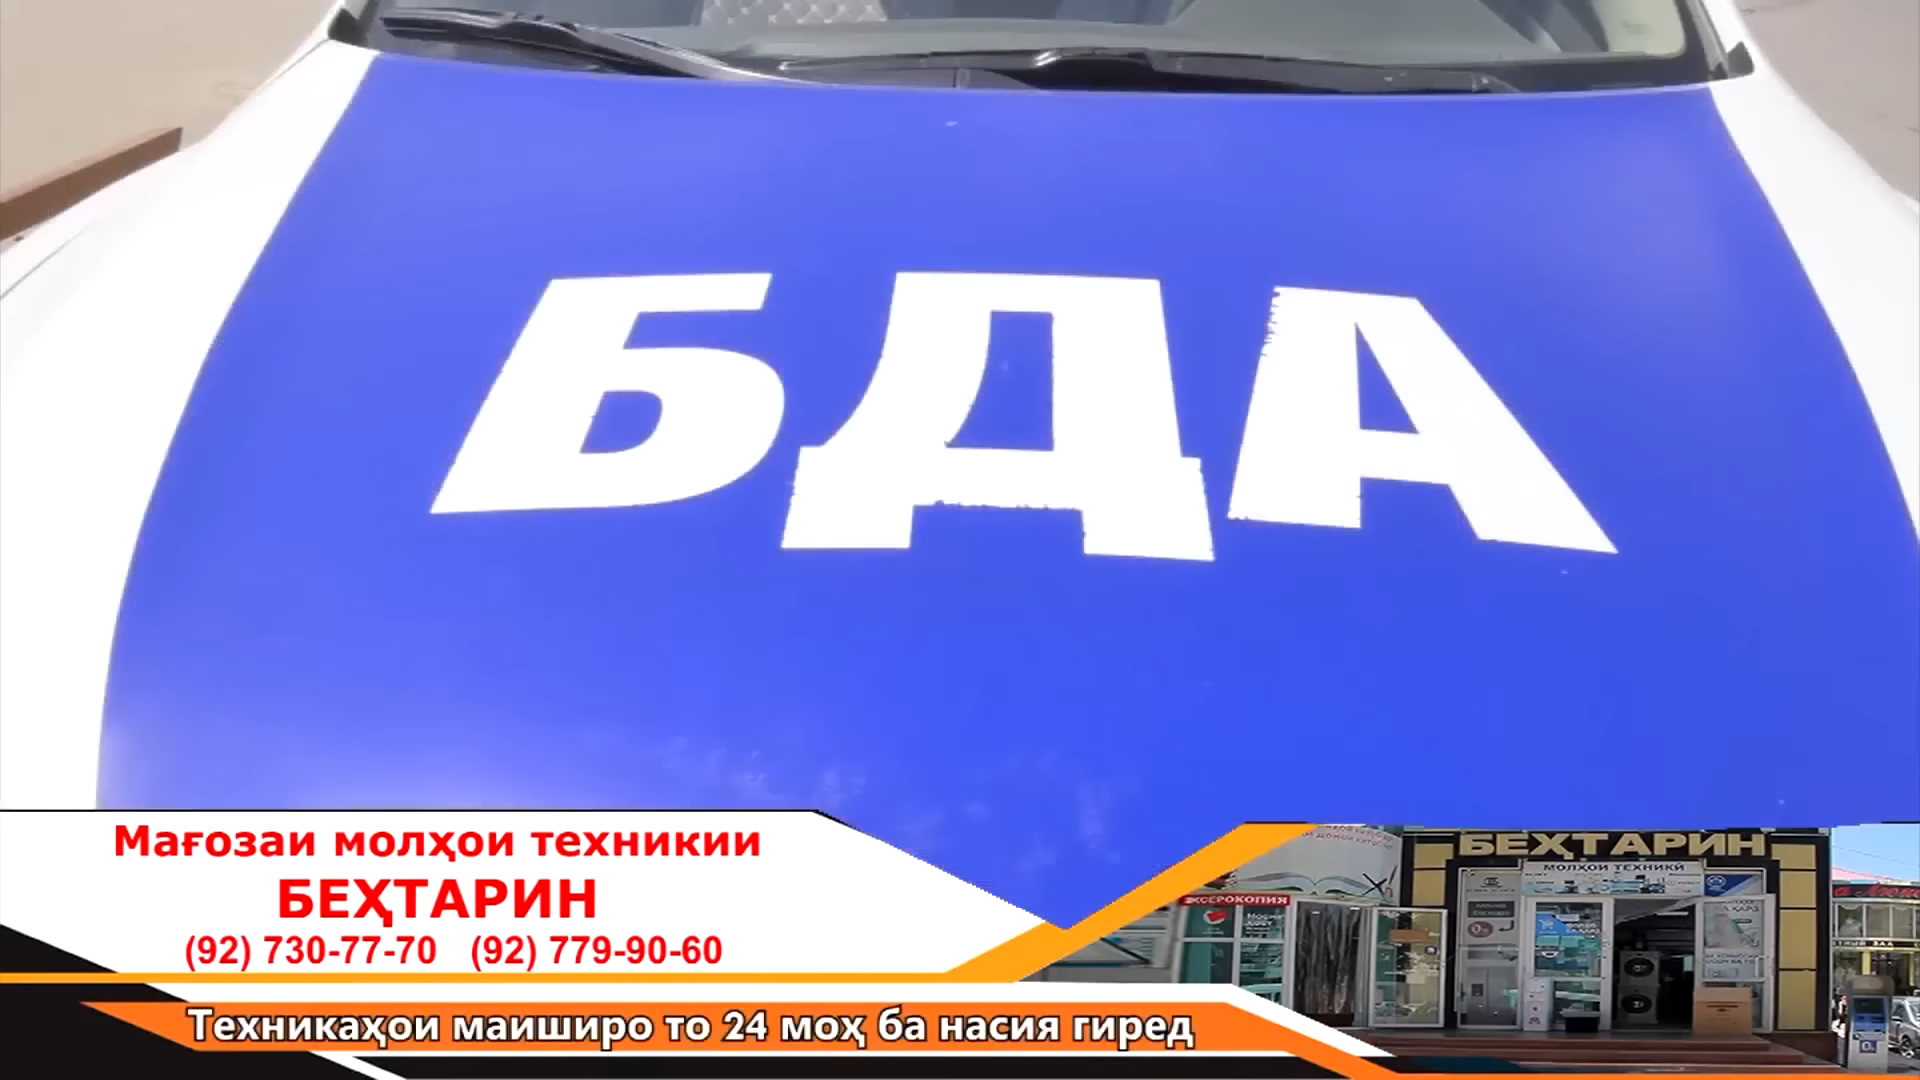 БДА
Мағозаи молҳои техникии
БЕҲТАРИН
(92) 730-77-70 (92) 779-90-60
Техникаҳои маиширо то 24 моҳ ба насия гиред
БЕҲТАРИН
МОЛҲОИ ТЕХНИКӢ
КСЕРОКОПИЯ